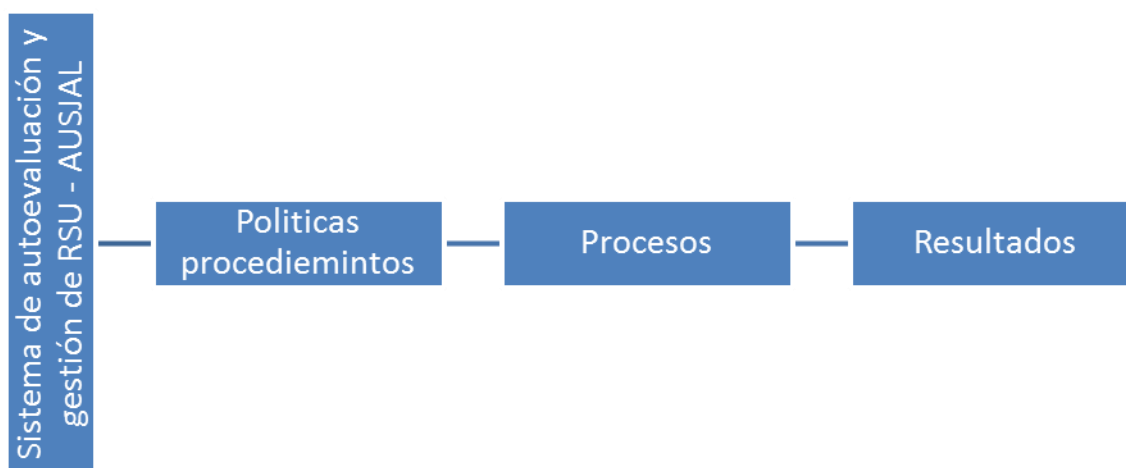 Sistema de autoevaluación y
gestión de RSU - AUSJAL
Politicas
procediemintos
Procesos
Resultados